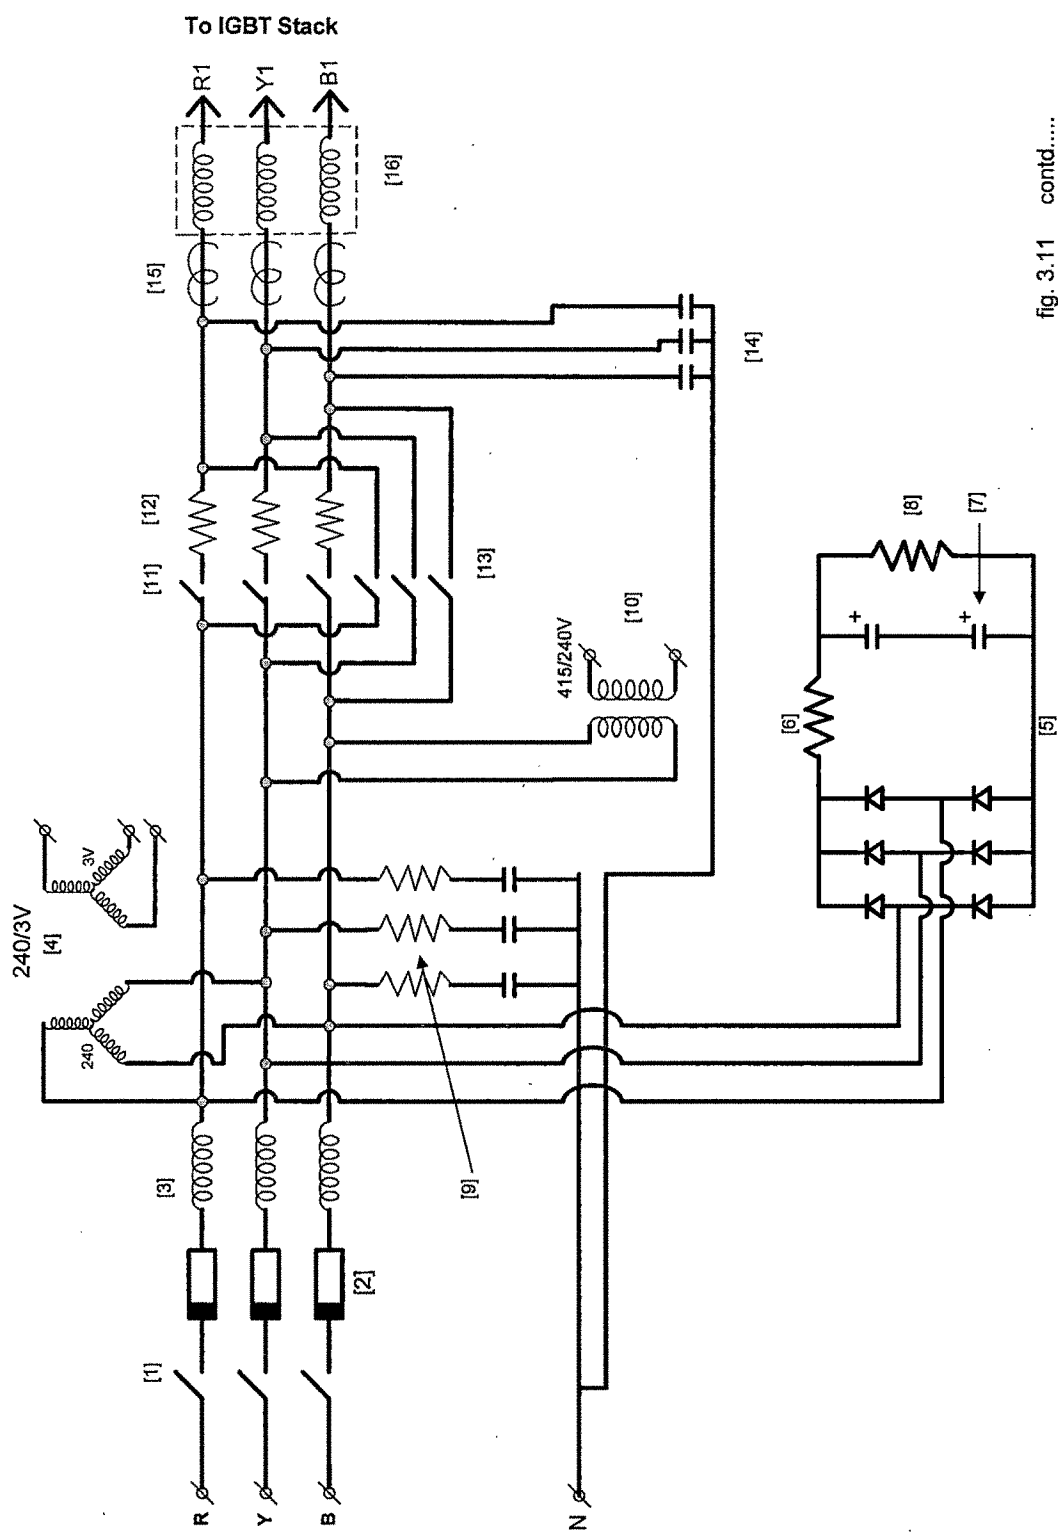 To IGBT Stack
R1
Y1
B1
[16]
[15]
[14]
[12]
[11]
[13]
415/240V
[10]
240/3V
[4]
3V
240
[9]
[3]
[2]
[1]
R
Y
B
N
[8]
[7]
[6]
[5]
+
+
fig. 3.11 contd.....